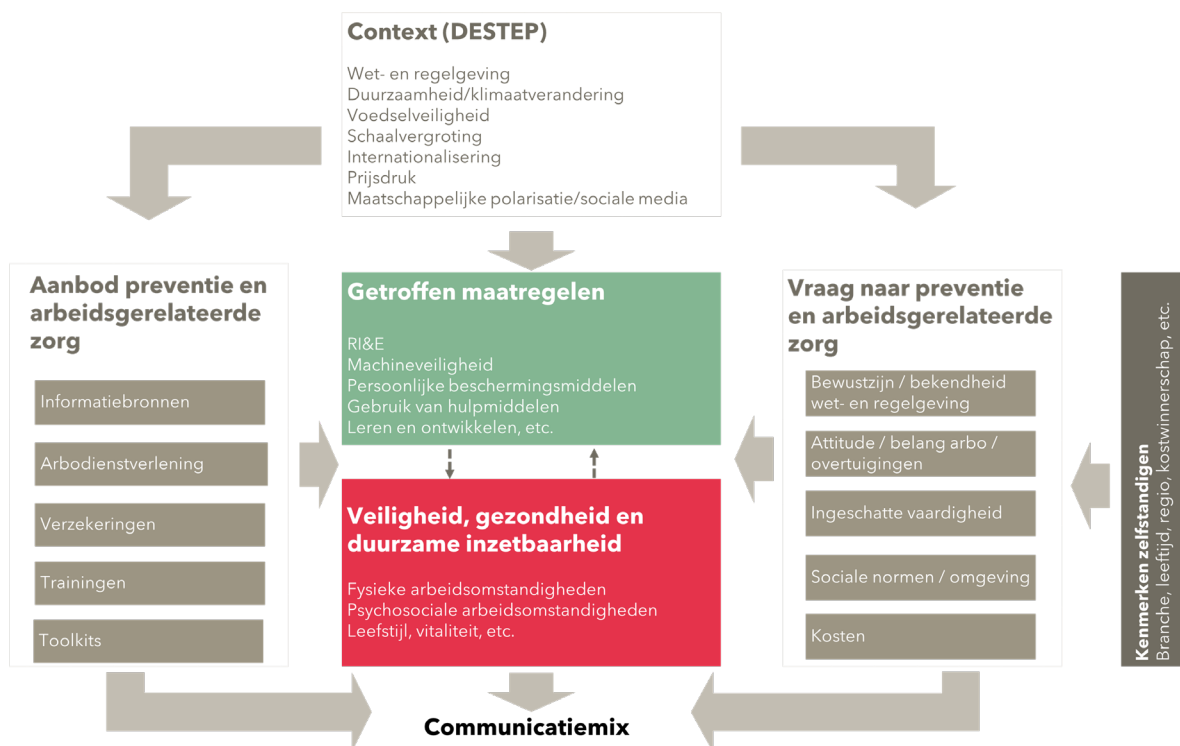 Context (DESTEP)
Wet- en regelgeving
Duurzaamheid/klimaatverandering
Voedselveiligheid
Schaalvergroting
Internationalisering
Prijsdruk
Maatschappelijke polarisatie/sociale media
Aanbod preventie en
arbeidsgerelateerde
zorg
Informatiebronnen
Arbodienstverlening
Verzekeringen
Trainingen
Toolkits
Getroffen maatregelen
RI&E
Machineveiligheid
Persoonlijke beschermingsmiddelen
Gebruik van hulpmiddelen
Leren en ontwikkelen, etc.
Veiligheid, gezondheid en
duurzame inzetbaarheid
Fysieke arbeidsomstandigheden
Psychosociale arbeidsomstandigheden
Leefstijl, vitaliteit, etc.
Vraag naar preventie
en arbeidsgerelateerde
zorg
Bewustzijn / bekendheid
wet- en regelgeving
Attitude / belang arbo /
overtuigingen
Ingeschatte vaardigheid
Sociale normen / omgeving
Kosten
Kenmerken zelfstandigen
Branche, leeftijd, regio, kostwinnerschap, etc.
Communicatiemix